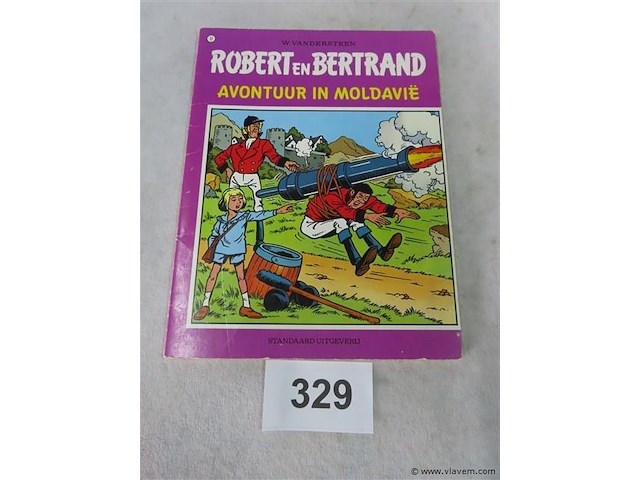 W. VANDERSTEEN
ROBERT EN BERTRAND
AVONTUUR IN MOLDAVIË
STANDAARD UITGEVERIJ
329
© www.vlavem.com